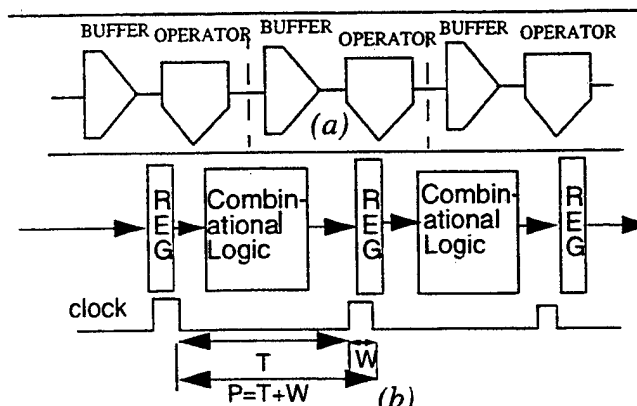 BUFFER OPERATOR BUFFER OPERATOR BUFFER OPERATOR
(a)
REG Combin-ational Logic REG Combin-ational Logic REG
clock
T W
P=T+W
(b)